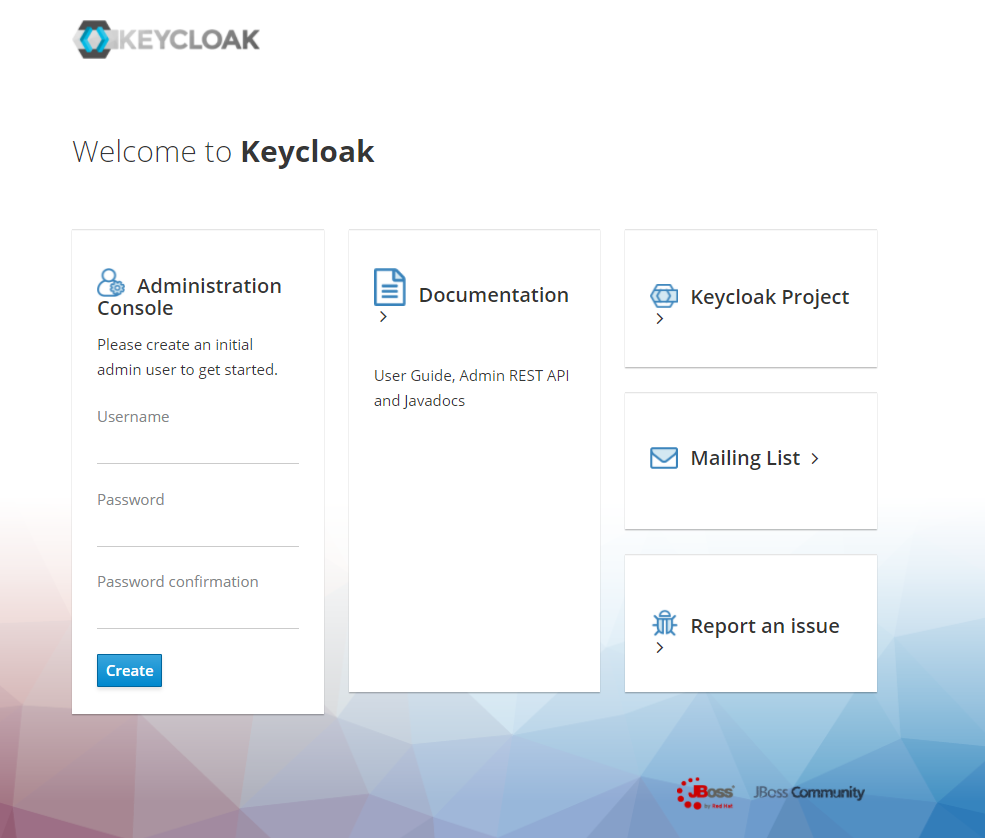 KEYCLOAK
Welcome to Keycloak
Administration
Console
Please create an initial
admin user to get started.
Username
Password
Password confirmation
Create
Documentation
User Guide, Admin REST API
and Javadocs
Keycloak Project
Mailing List
Report an issue
JBoss
by Red Hat
JBoss Community